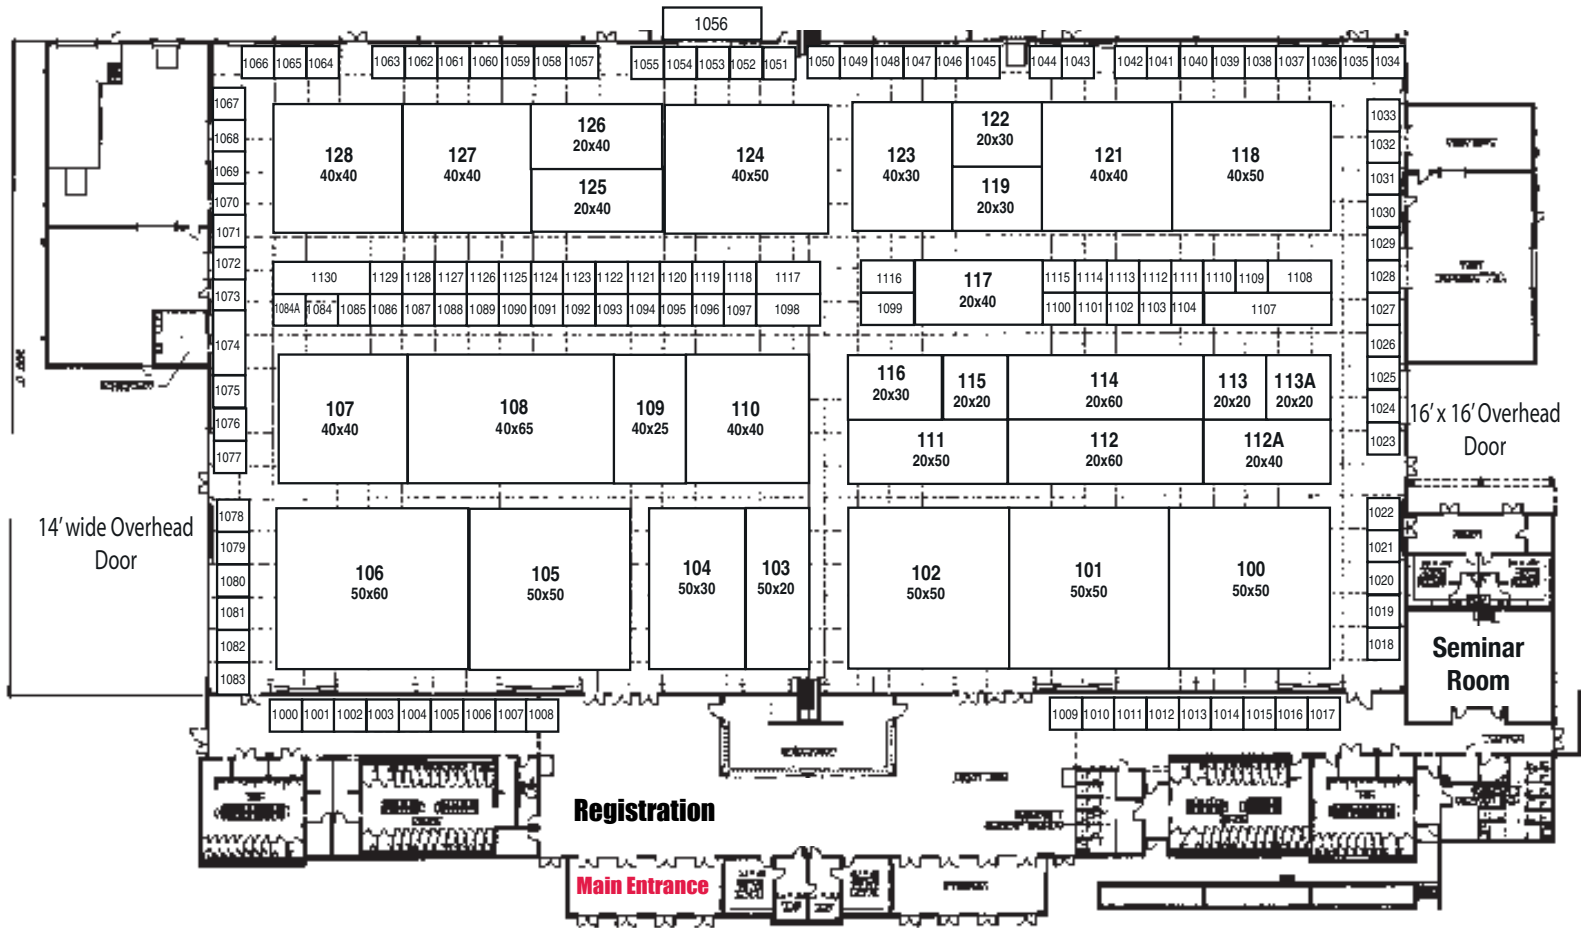 1056
1066 1065 1064 1063 1062 1061 1060 1059 1058 1057 1055 1054 1053 1052 1051 1050 1049 1048 1047 1046 1045 1044 1043 1042 1041 1040 1039 1038 1037 1036 1035 1034
1067
1068
1069
1070
1071
1072
1073
1074
1075
1076
1077
1078
1079
1080
1081
1082
1083
128
40x40
127
40x40
126
20x40
125
20x40
124
40x50
123
40x30
122
20x30
119
20x30
121
40x40
118
40x50
1033
1032
1031
1030
1029
1028
1027
1026
1025
1024
1023
1022
1021
1020
1019
1018
1130 1129 1128 1127 1126 1125 1124 1123 1122 1121 1120 1119 1118 1117
1084A 1084 1085 1086 1087 1088 1089 1090 1091 1092 1093 1094 1095 1096 1097 1098
1116
1099
117
20x40
1115 1114 1113 1112 1111 1110 1109 1108
1100 1101 1102 1103 1104 1107
107
40x40
108
40x65
109
40x25
110
40x40
116
20x30
115
20x20
114
20x60
113
20x20
113A
20x20
111
20x50
112
20x60
112A
20x40
16' x 16' Overhead
Door
14' wide Overhead
Door
106
50x60
105
50x50
104
50x30
103
50x20
102
50x50
101
50x50
100
50x50
Seminar
Room
1000 1001 1002 1003 1004 1005 1006 1007 1008
1009 1010 1011 1012 1013 1014 1015 1016 1017
Registration
Main Entrance